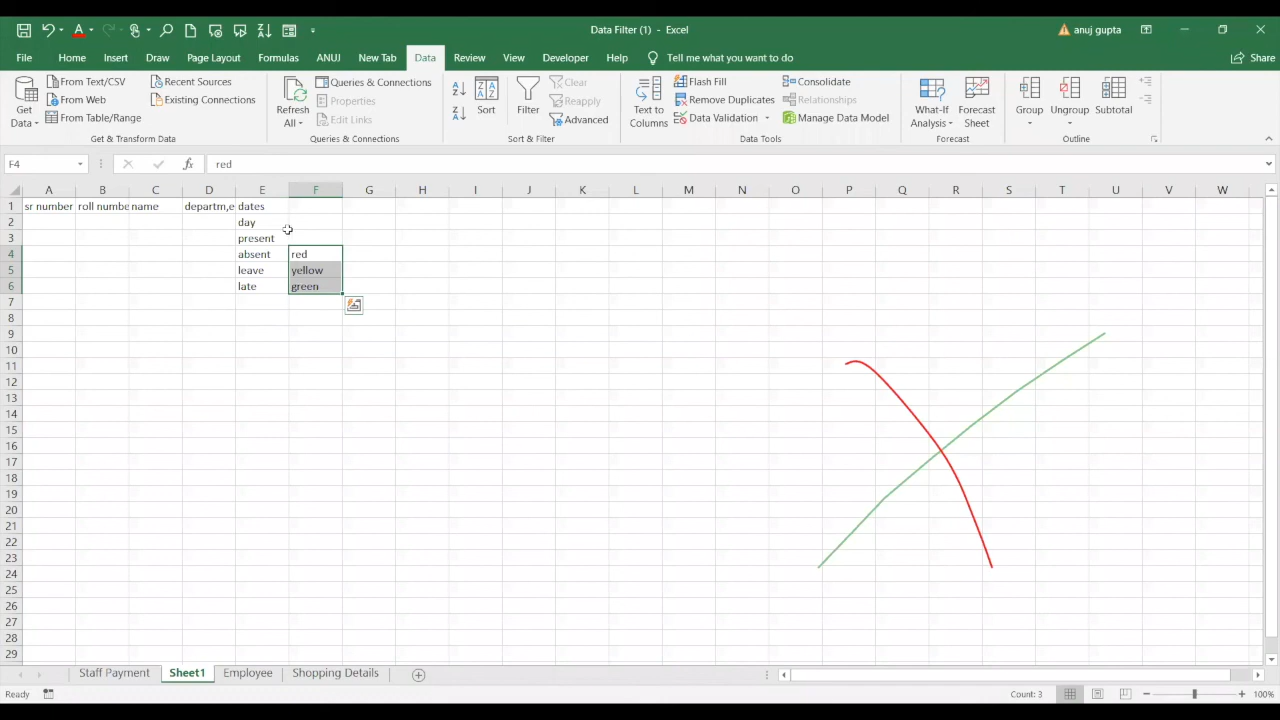 Data Filter (1) - Excel
anuj gupta
File Home Insert Draw Page Layout Formulas ANUJ New Tab Data Review View Developer Help Tell me what you want to do Share
Get Data
From Text/CSV
From Web
From Table/Range
Recent Sources
Existing Connections
Get & Transform Data
Refresh All
Queries & Connections
Properties
Edit Links
Queries & Connections
Sort
Filter
Clear
Reapply
Advanced
Sort & Filter
Text to Columns
Flash Fill
Remove Duplicates
Data Validation
Consolidate
Relationships
Manage Data Model
Data Tools
What-If Analysis
Forecast Sheet
Forecast
Group
Ungroup
Subtotal
Outline
F4 fx red
A B C D E F G H I J K L M N O P Q R S T U V W
1 sr number roll numbe name departm,e dates
2 day
3 present
4 absent red
5 leave yellow
6 late green
7
8
9
10
11
12
13
14
15
16
17
18
19
20
21
22
23
24
25
26
27
28
29
Staff Payment Sheet1 Employee Shopping Details
Ready Count: 3 100%